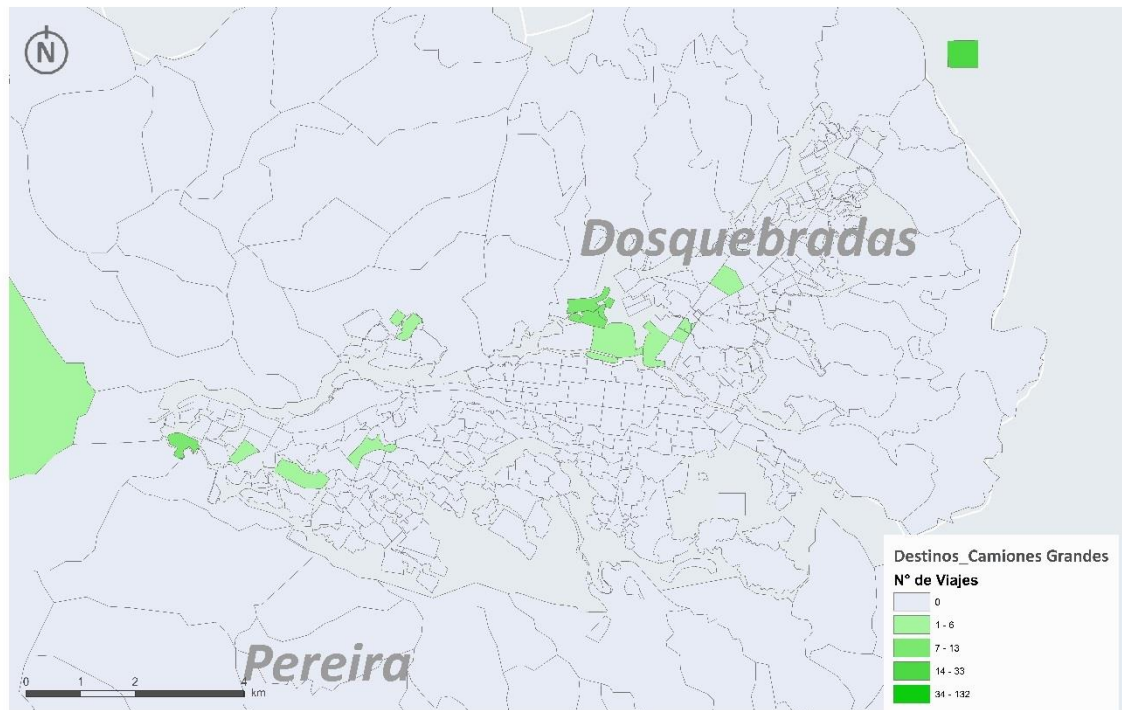 N
Dosquebradas
Pereira
0 1 2 4
km
Destinos_Camiones Grandes
N° de Viajes
0
1 - 6
7 - 13
14 - 33
34 - 132